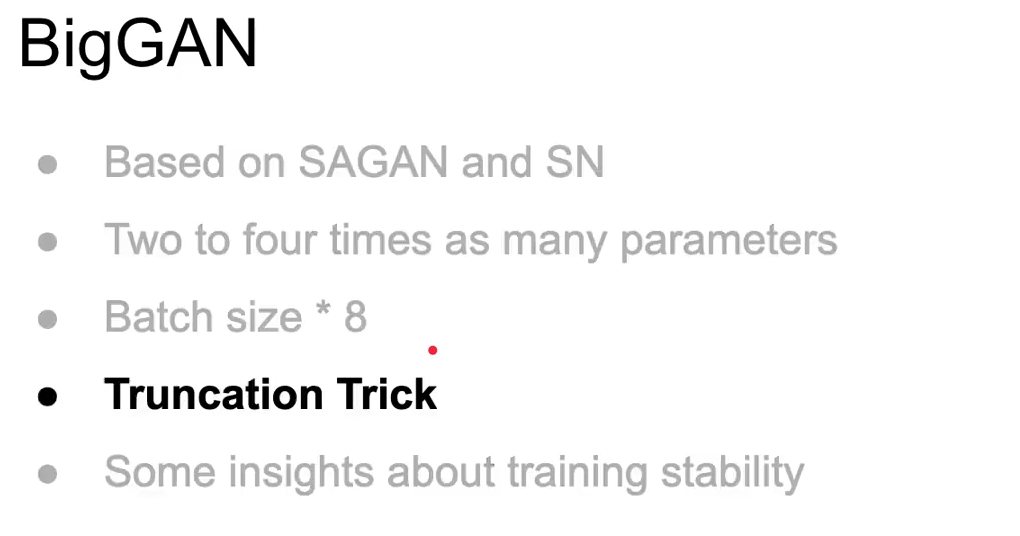 BigGAN
● Based on SAGAN and SN
● Two to four times as many parameters
● Batch size * 8
● Truncation Trick
● Some insights about training stability